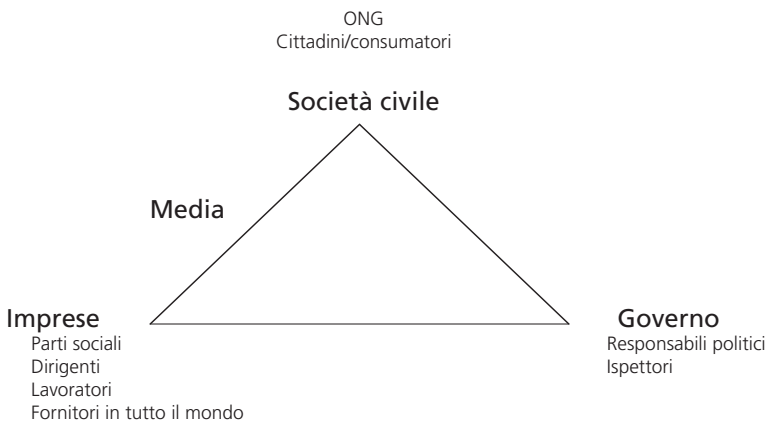 ONG
Cittadini/consumatori
Società civile
Media
Imprese
Parti sociali
Dirigenti
Lavoratori
Fornitori in tutto il mondo
Governo
Responsabili politici
Ispettori